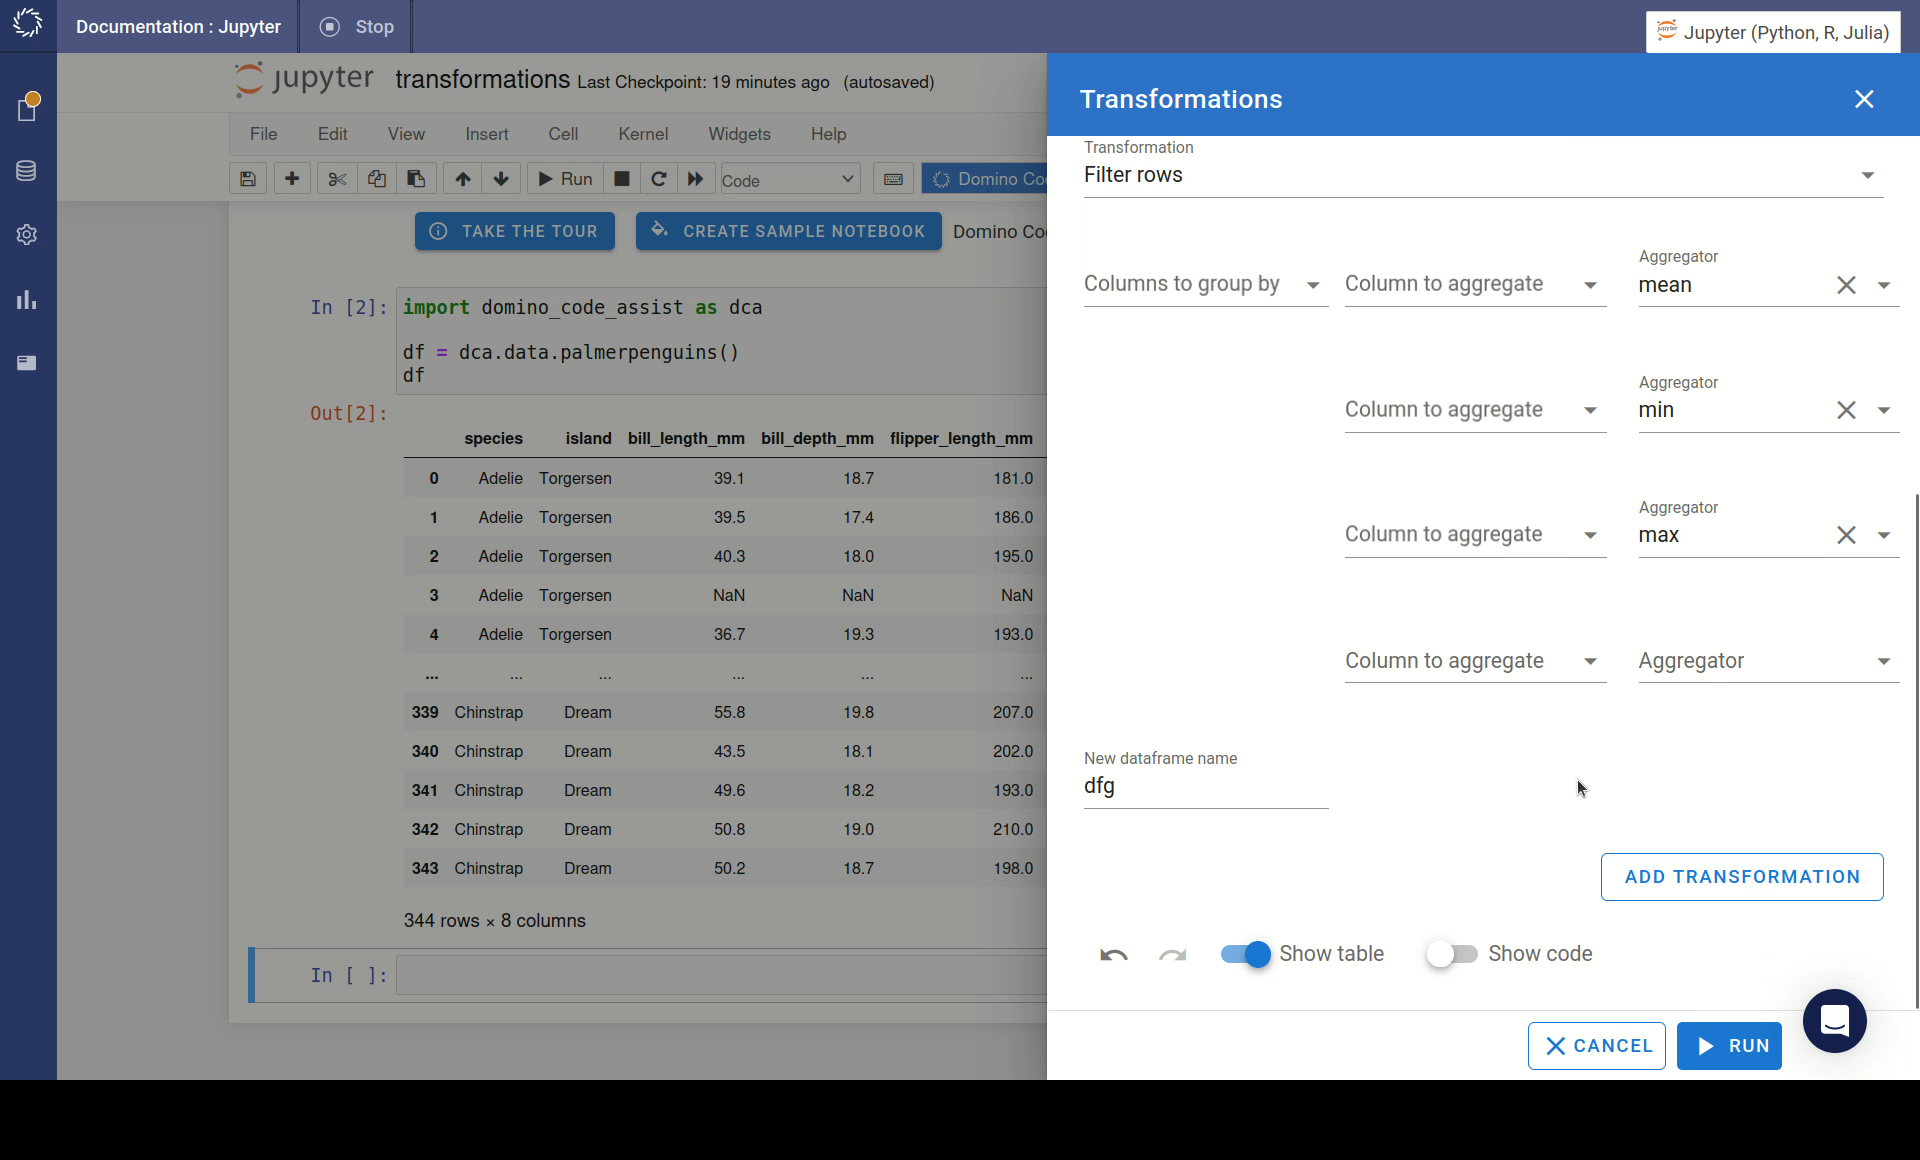 Documentation : Jupyter
Stop
Jupyter (Python, R, Julia)
jupyter transformations Last Checkpoint: 19 minutes ago (autosaved)
File Edit View Insert Cell Kernel Widgets Help
Run Code Domino Co
TAKE THE TOUR CREATE SAMPLE NOTEBOOK Domino Co
In [2]: import domino_code_assist as dca
df = dca.data.palmerpenguins()
df
Out[2]:
species island bill_length_mm bill_depth_mm flipper_length_mm
0 Adelie Torgersen 39.1 18.7 181.0
1 Adelie Torgersen 39.5 17.4 186.0
2 Adelie Torgersen 40.3 18.0 195.0
3 Adelie Torgersen NaN NaN NaN
4 Adelie Torgersen 36.7 19.3 193.0
... ... ... ... ... ...
339 Chinstrap Dream 55.8 19.8 207.0
340 Chinstrap Dream 43.5 18.1 202.0
341 Chinstrap Dream 49.6 18.2 193.0
342 Chinstrap Dream 50.8 19.0 210.0
343 Chinstrap Dream 50.2 18.7 198.0
344 rows × 8 columns
In [ ]:
Transformations
Transformation
Filter rows
Aggregator
Columns to group by Column to aggregate mean
Aggregator
Column to aggregate min
Aggregator
Column to aggregate max
Column to aggregate Aggregator
New dataframe name
dfg
ADD TRANSFORMATION
Show table Show code
CANCEL RUN